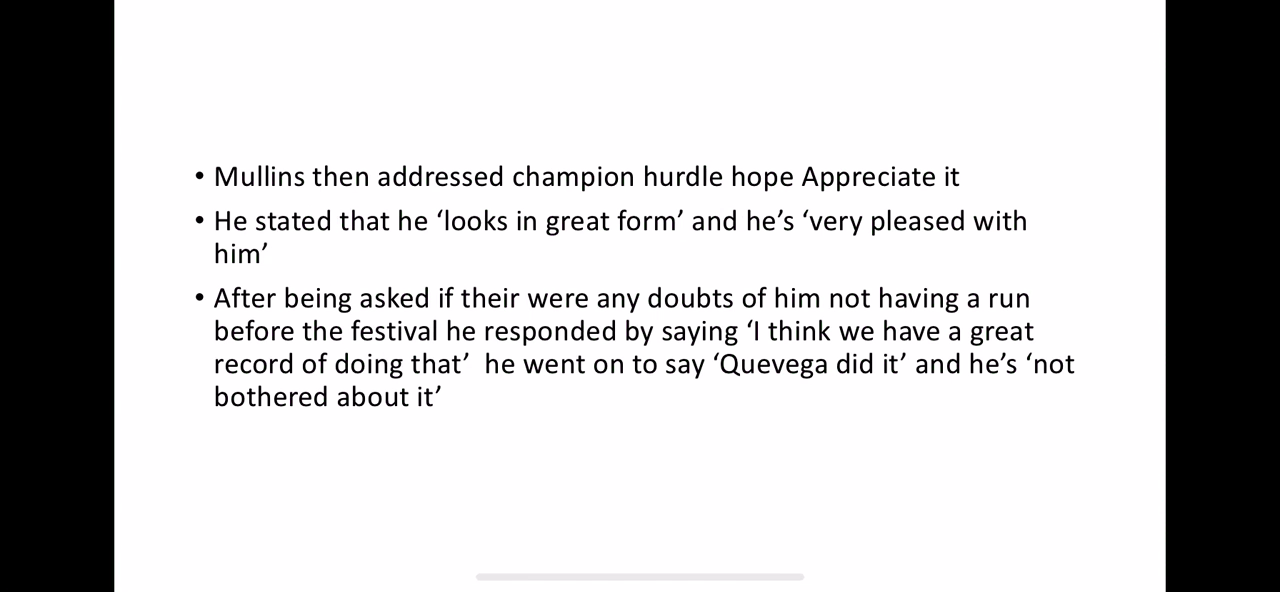 • Mullins then addressed champion hurdle hope Appreciate it
• He stated that he ‘looks in great form’ and he’s ‘very pleased with
him’
• After being asked if their were any doubts of him not having a run
before the festival he responded by saying ‘I think we have a great
record of doing that’  he went on to say ‘Quevega did it’ and he’s ‘not
bothered about it’